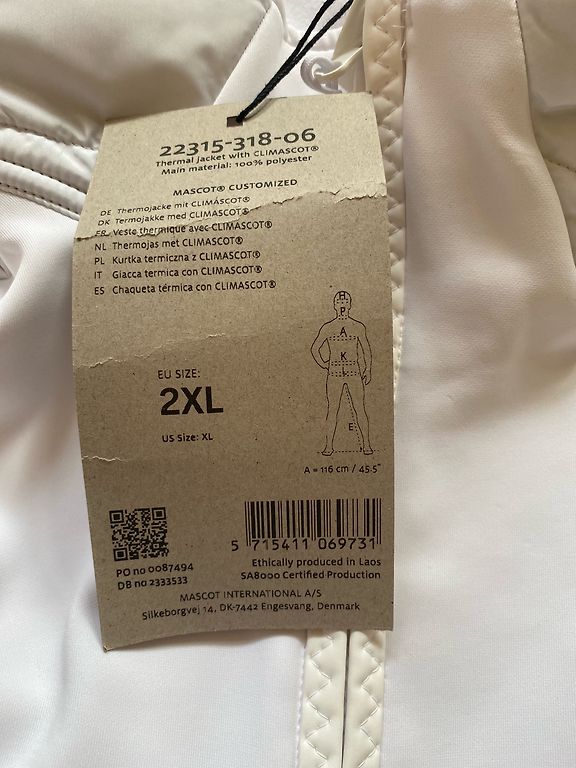 22315-318-06
Thermal jacket with CLIMASCOT®
Main material: 100% polyester
MASCOT® CUSTOMIZED
DE Thermojacke mit CLIMASCOT®
DK Termojakke med CLIMASCOT®
FR Veste thermique avec CLIMASCOT®
NL Thermojas met CLIMASCOT®
PL Kurtka termiczna z CLIMASCOT®
IT Giacca termica con CLIMASCOT®
ES Chaqueta térmica con CLIMASCOT®
H
P
A
K
I
E
EU SIZE:
2XL
US Size: XL
A = 116 cm / 45.5"
5 715411 069731
PO no 0087494
DB no 2333533
Ethically produced in Laos
SA8000 Certified Production
MASCOT INTERNATIONAL A/S
Silkeborgvej 14, DK-7442 Engesvang, Denmark